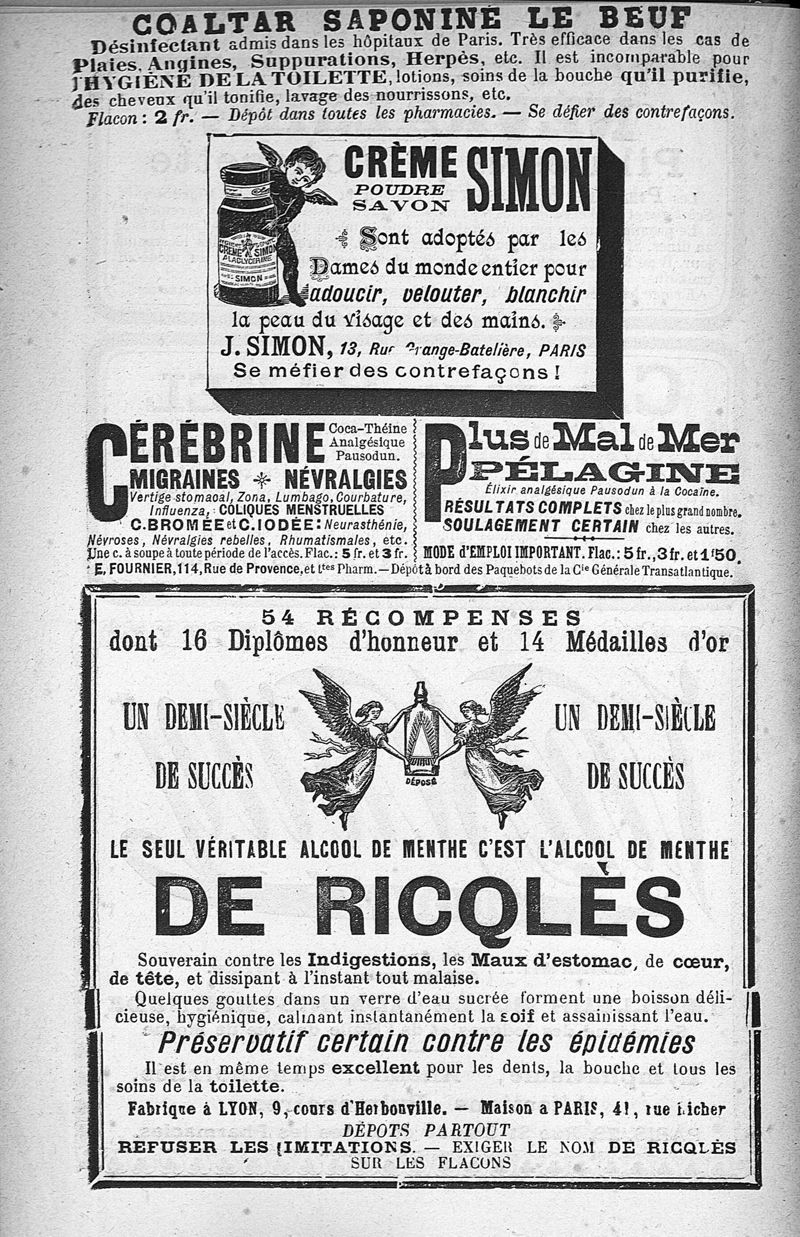 COALTAR SAPONINÉ LE BEUF
Désinfectant admis dans les hôpitaux de Paris. Très efficace dans les cas de
Plaies, Angines, Suppurations, Herpès, etc. Il est incomparable pour
l'HYGIÈNE DE LA TOILETTE, lotions, soins de la bouche qu'il purifie,
des cheveux qu'il tonifie, lavage des nourrissons, etc.
Flacon : 2 fr. — Dépôt dans toutes les pharmacies. — Se défier des contrefaçons.
CRÈME SIMON
POUDRE
SAVON
CRÈME SIMON
A LA GLYCERINE
SIMON
Sont adoptés par les
Dames du monde entier pour
adoucir, velouter, blanchir
la peau du visage et des mains.
J. SIMON, 13, Rue Grange-Batelière, PARIS
Se méfier des contrefaçons !
CÉRÉBRINE Coca-Théine
Analgésique
Pausodun.
MIGRAINES NÉVRALGIES
Vertige stomacal, Zona, Lumbago, Courbature,
Influenza, COLIQUES MENSTRUELLES
C. BROMÉE et C. IODÉE : Neurasthénie,
Névroses, Névralgies rebelles, Rhumatismales, etc.
Une c. à soupe à toute période de l'accès. Flac.: 5 fr. et 3 fr.
Plus de Mal de Mer
PÉLAGINE
Élixir analgésique Pausodun à la Cocaïne.
RÉSULTATS COMPLETS chez le plus grand nombre.
SOULAGEMENT CERTAIN chez les autres.
MODE D'EMPLOI IMPORTANT. Flac.: 5 fr., 3 fr. et 1f50.
E. FOURNIER, 114, Rue de Provence, et ttes Pharm. — Dépôt à bord des Paquebots de la Cie Générale Transatlantique.
54 RÉCOMPENSES
dont 16 Diplômes d'honneur et 14 Médailles d'or
UN DEMI-SIÈCLE
DE SUCCÈS
DÉPOSÉ
UN DEMI-SIÈCLE
DE SUCCÈS
LE SEUL VÉRITABLE ALCOOL DE MENTHE C'EST L'ALCOOL DE MENTHE
DE RICQLÈS
Souverain contre les Indigestions, les Maux d'estomac, de cœur,
de tête, et dissipant à l'instant tout malaise.
Quelques gouttes dans un verre d'eau sucrée forment une boisson déli-
cieuse, hygiénique, calmant instantanément la soif et assainissant l'eau.
Préservatif certain contre les épidémies
Il est en même temps excellent pour les dents, la bouche et tous les
soins de la toilette.
Fabrique à LYON, 9, cours d'Herbouville. — Maison a PARIS, 41, rue Richer
DÉPOTS PARTOUT
REFUSER LES IMITATIONS. — EXIGER LE NOM DE RICQLÈS
SUR LES FLACONS